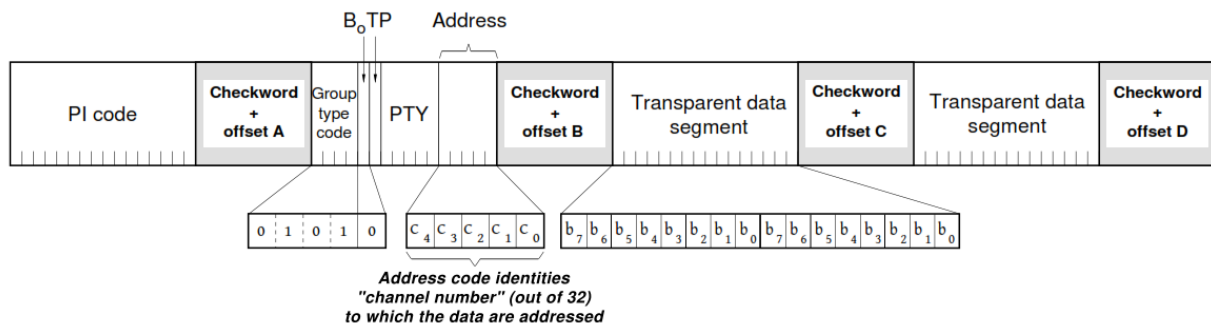 BoTP Address
PI code
Checkword
+
offset A
Group
type
code
PTY
Checkword
+
offset B
Transparent data
segment
Checkword
+
offset C
Transparent data
segment
Checkword
+
offset D
0 1 0 1 0
C4 C3 C2 C1 C0
b7 b6 b5 b4 b3 b2 b1 b0 b7 b6 b5 b4 b3 b2 b1 b0
Address code identities
"channel number" (out of 32)
to which the data are addressed